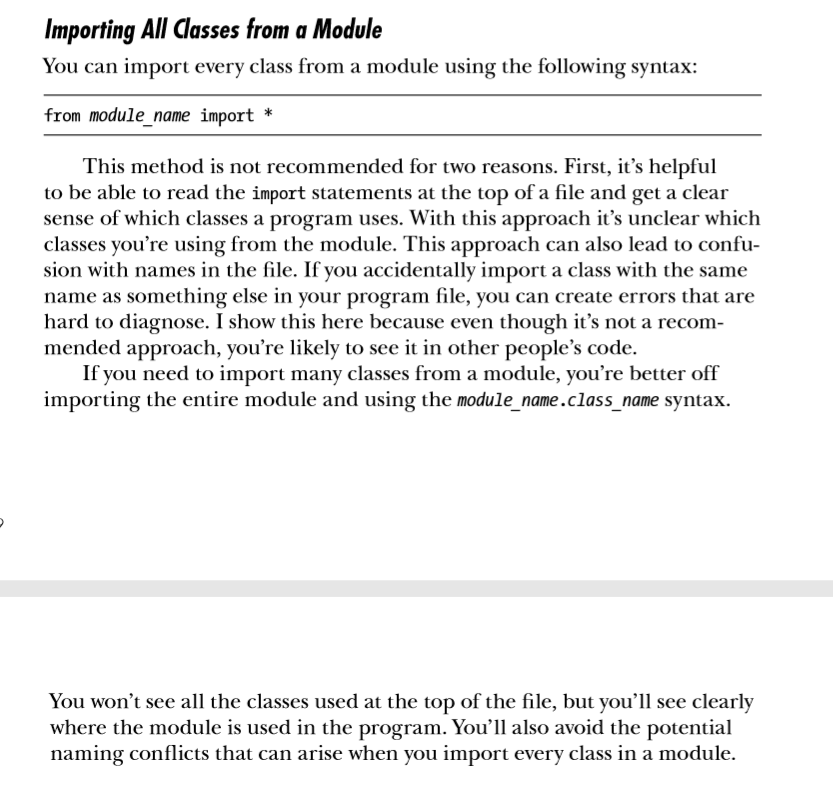 Importing All Classes from a Module
You can import every class from a module using the following syntax:
from module_name import *
This method is not recommended for two reasons. First, it’s helpful
to be able to read the import statements at the top of a file and get a clear
sense of which classes a program uses. With this approach it’s unclear which
classes you’re using from the module. This approach can also lead to confu-
sion with names in the file. If you accidentally import a class with the same
name as something else in your program file, you can create errors that are
hard to diagnose. I show this here because even though it’s not a recom-
mended approach, you’re likely to see it in other people’s code.
If you need to import many classes from a module, you’re better off
importing the entire module and using the module_name.class_name syntax.
You won’t see all the classes used at the top of the file, but you’ll see clearly
where the module is used in the program. You’ll also avoid the potential
naming conflicts that can arise when you import every class in a module.